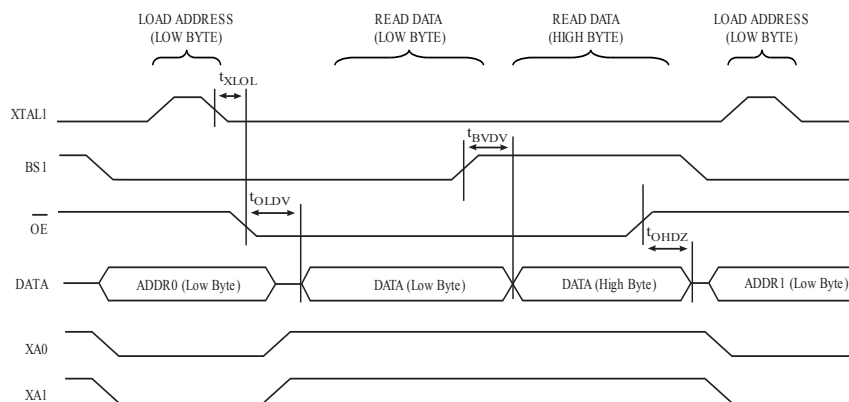 LOAD ADDRESS
(LOW BYTE)
READ DATA
(LOW BYTE)
READ DATA
(HIGH BYTE)
LOAD ADDRESS
(LOW BYTE)
tXLOL
XTAL1
tBVDV
BS1
tOLDV
OE
tOHDZ
DATA
ADDR0 (Low Byte)
DATA (Low Byte)
DATA (High Byte)
ADDR1 (Low Byte)
XA0
XA1